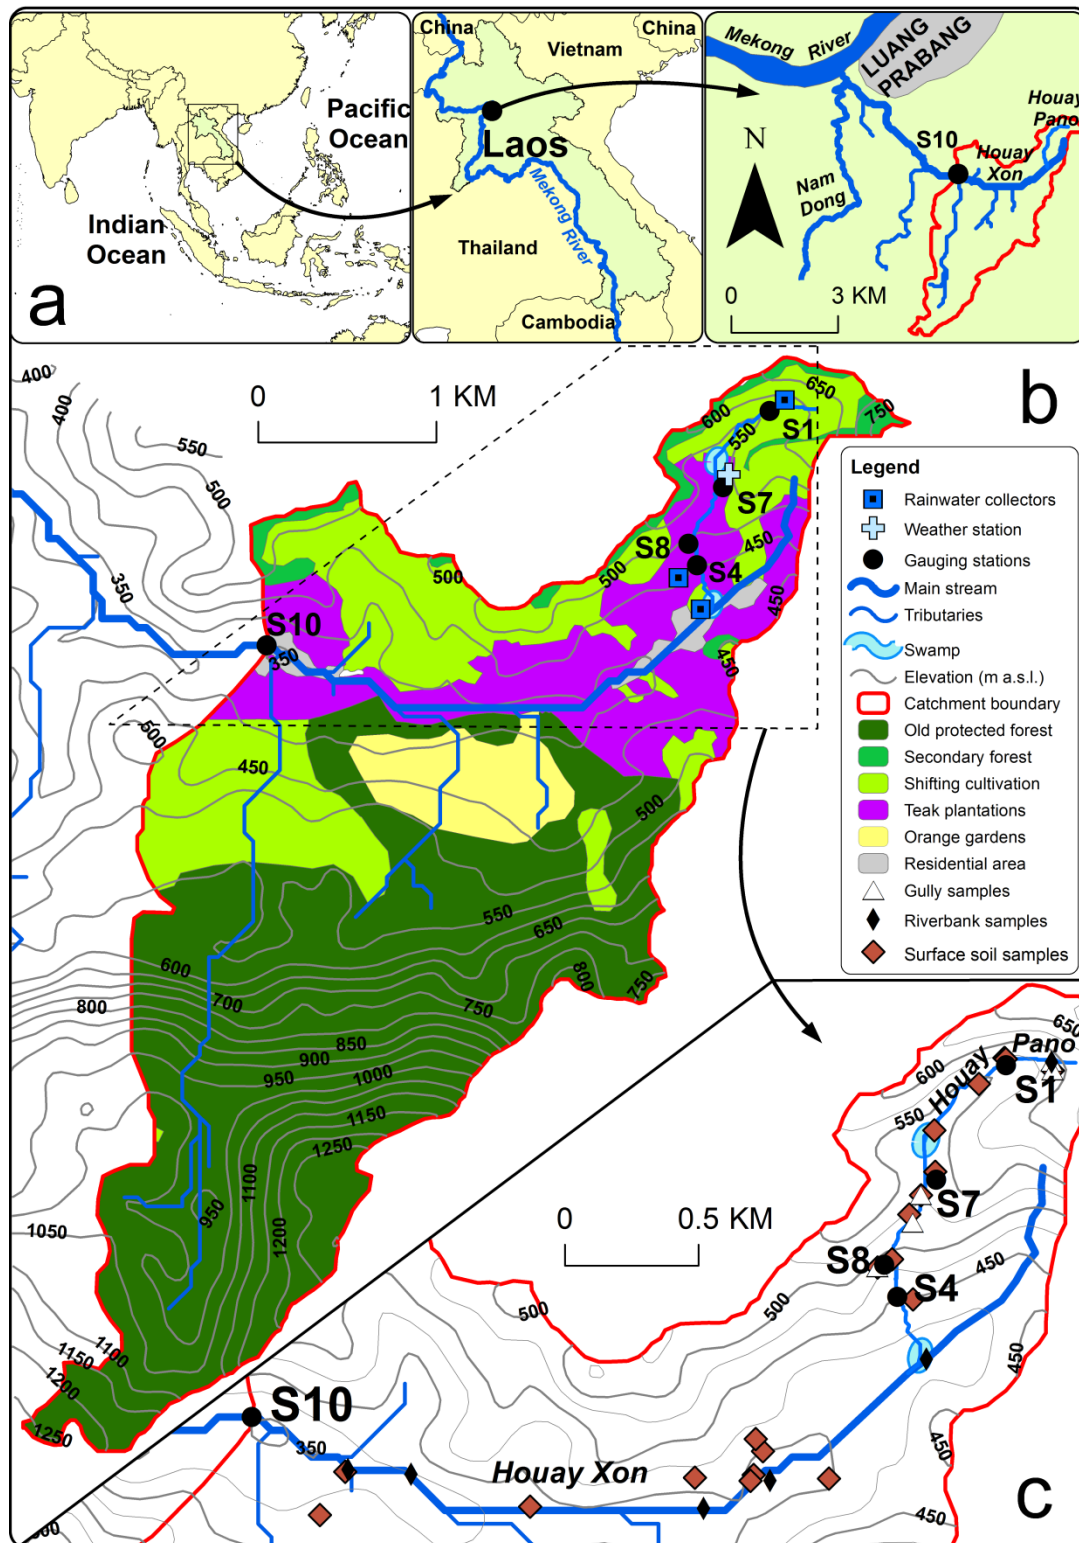 China
China
Vietnam
Pacific
Ocean
Laos
Indian
Ocean
Thailand
Mekong River
Cambodia
a
Mekong River
LUANG
PRABANG
Houay
Pano
S10
Houay
Xon
N
Nam
Dong
0 3 KM
b
0 1 KM
400
400
550
500
350
650
600
750
550
S1
S7
S8
S4
450
500
500
450
450
S10
350
500
450
500
550
650
600
700
750
800
750
800
850
900
950
1000
1150
1250
1100
950
1200
1050
1100
1150
1200
1250
Legend
Rainwater collectors
Weather station
Gauging stations
Main stream
Tributaries
Swamp
Elevation (m a.s.l.)
Catchment boundary
Old protected forest
Secondary forest
Shifting cultivation
Teak plantations
Orange gardens
Residential area
Gully samples
Riverbank samples
Surface soil samples
650
Houay Pano
600
S1
550
S7
0 0.5 KM
S8
S4
450
500
500
450
S10
350
Houay Xon
450
450
c